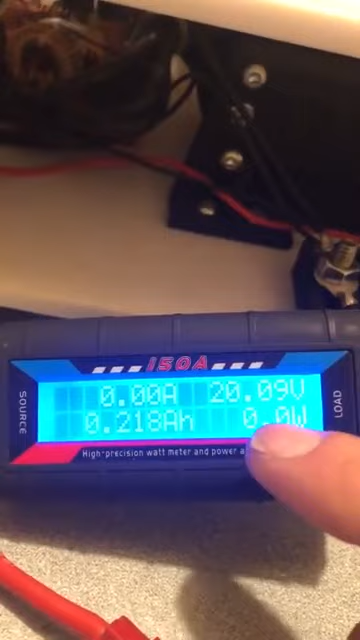 150A
SOURCE
0.00A 20.09V
0.218Ah 0.0W
LOAD
High-precision watt meter and power a